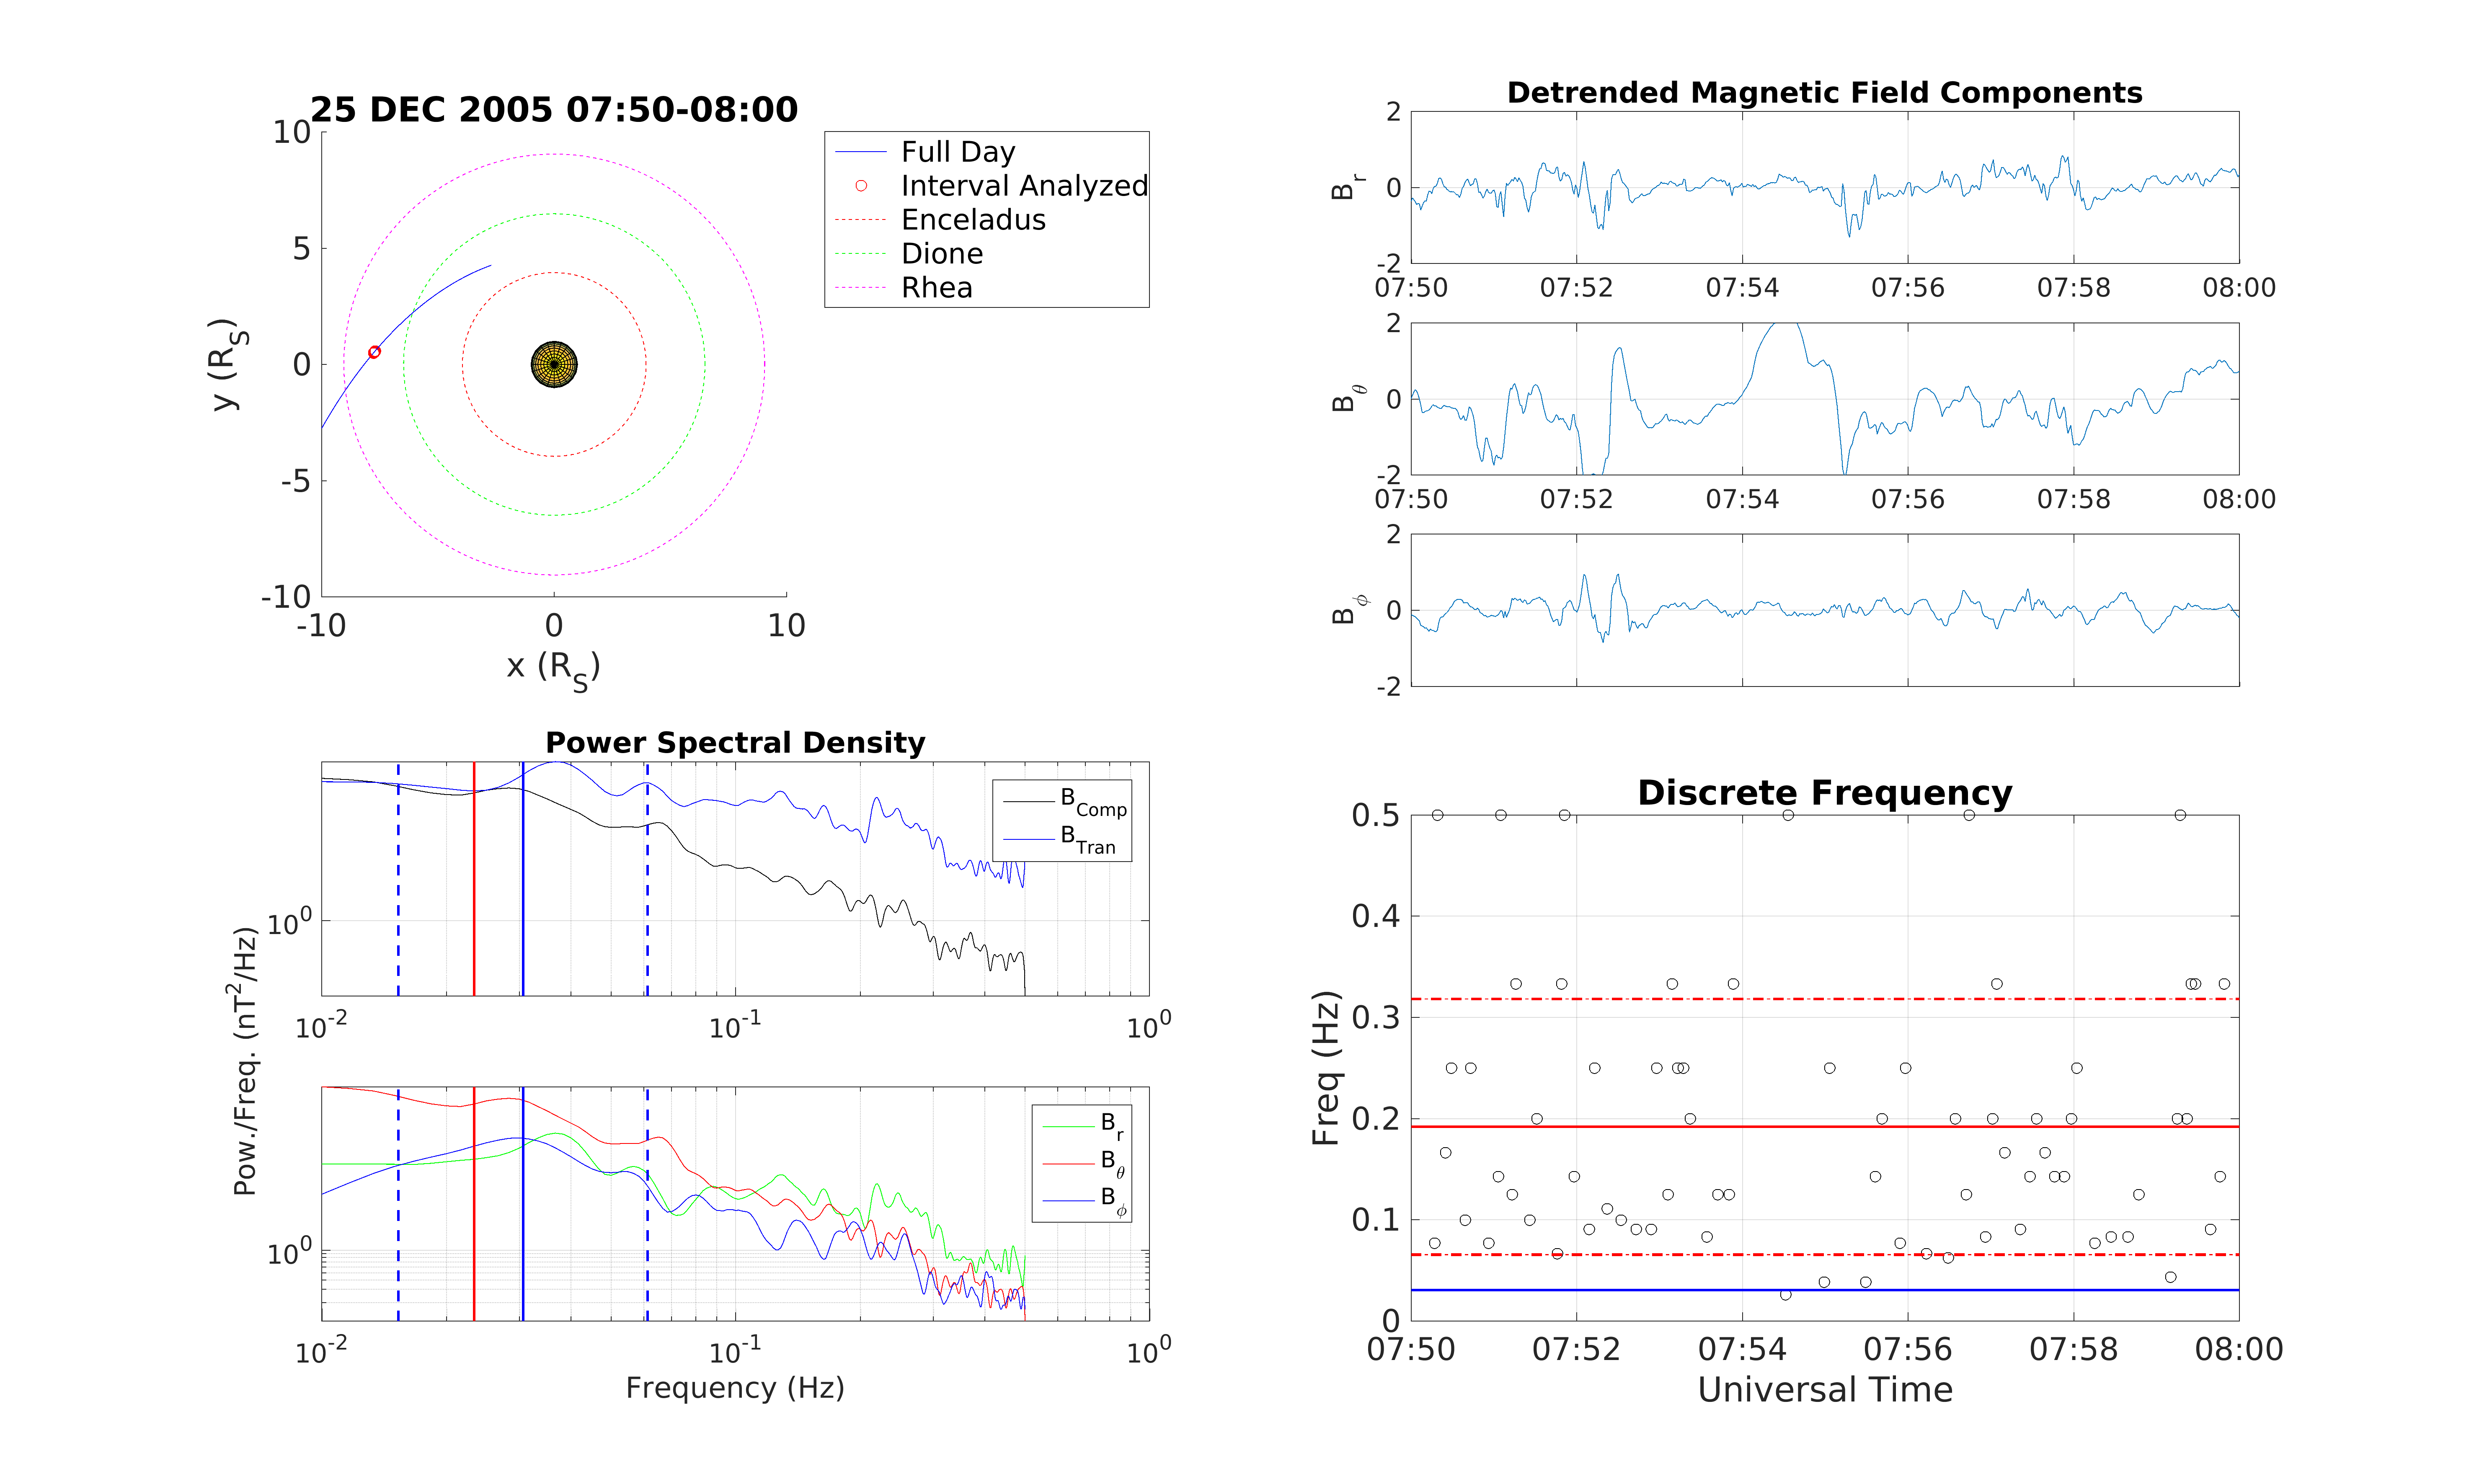 25 DEC 2005 07:50-08:00
10
5
0
-5
-10
-10 0 10
y (R_S)
x (R_S)
Full Day
Interval Analyzed
Enceladus
Dione
Rhea
Detrended Magnetic Field Components
2
0
-2
B_r
07:50 07:52 07:54 07:56 07:58 08:00
2
0
-2
B_θ
07:50 07:52 07:54 07:56 07:58 08:00
2
0
-2
B_ϕ
Power Spectral Density
10^0
B_Comp
B_Tran
10^-2 10^-1 10^0
Pow./Freq. (nT^2/Hz)
10^0
B_r
B_θ
B_ϕ
10^-2 10^-1 10^0
Frequency (Hz)
Discrete Frequency
0.5
0.4
0.3
0.2
0.1
0
Freq (Hz)
07:50 07:52 07:54 07:56 07:58 08:00
Universal Time